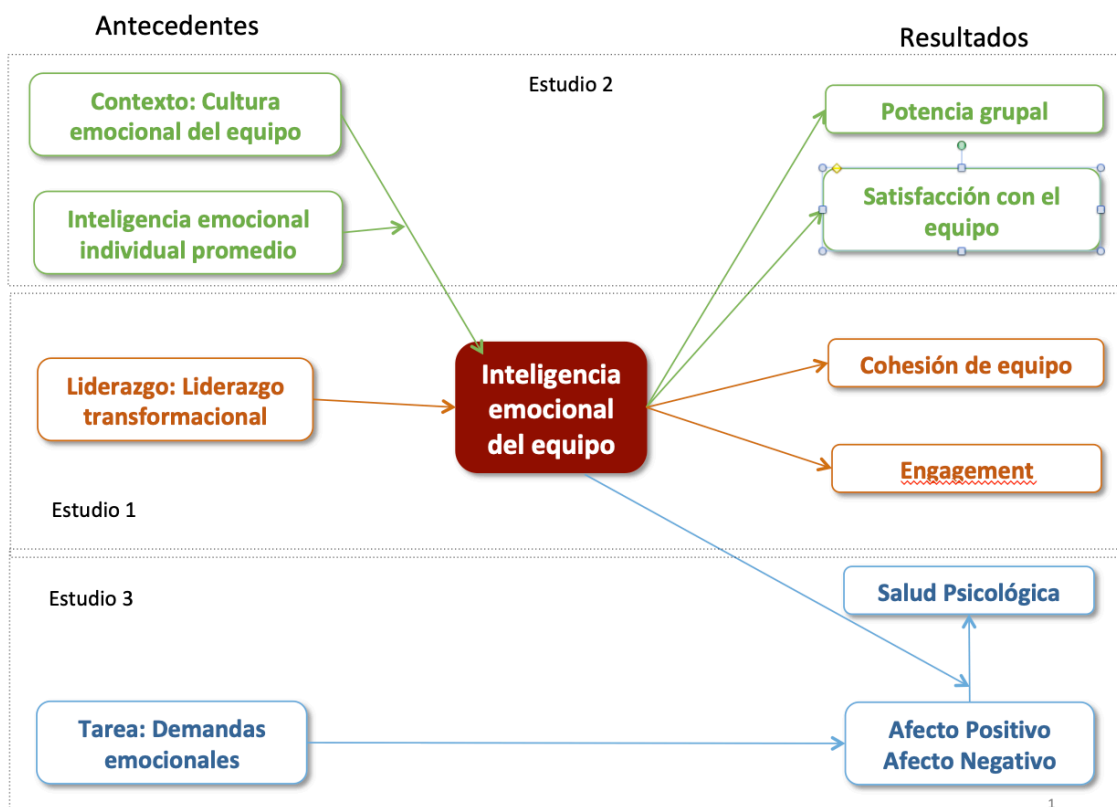 Antecedentes
Resultados
Estudio 2
Contexto: Cultura
emocional del equipo
Potencia grupal
Inteligencia emocional
individual promedio
Satisfacción con el
equipo
Liderazgo: Liderazgo
transformacional
Inteligencia
emocional
del equipo
Cohesión de equipo
Engagement
Estudio 1
Estudio 3
Salud Psicológica
Tarea: Demandas
emocionales
Afecto Positivo
Afecto Negativo
1